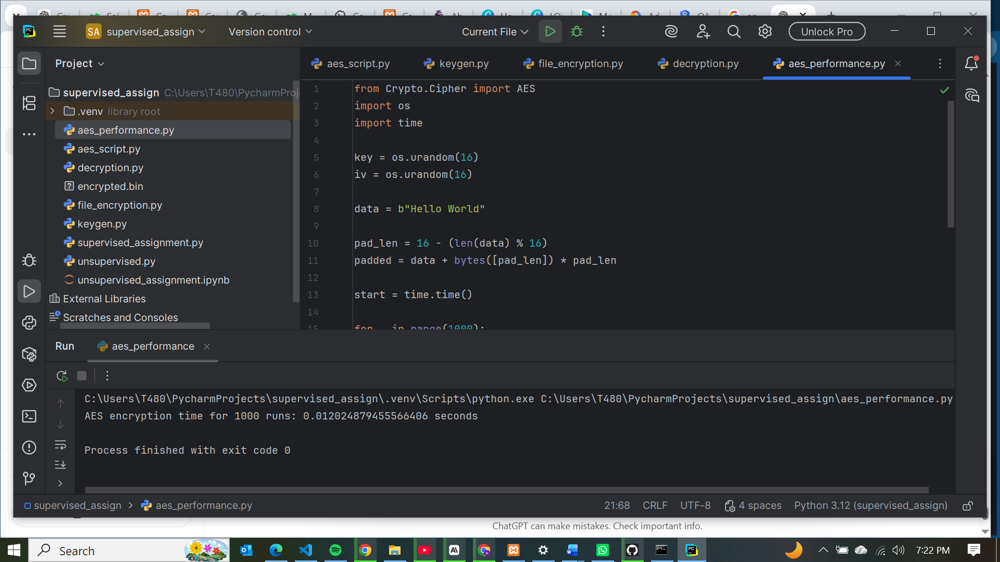 SA supervised_assign Version control Current File Unlock Pro
Project
aes_script.py keygen.py file_encryption.py decryption.py aes_performance.py
supervised_assign C:\Users\T480\PycharmProj
.venv library root
aes_performance.py
aes_script.py
decryption.py
encrypted.bin
file_encryption.py
keygen.py
supervised_assignment.py
unsupervised.py
unsupervised_assignment.ipynb
External Libraries
Scratches and Consoles
1 from Crypto.Cipher import AES
2 import os
3 import time
4
5 key = os.urandom(16)
6 iv = os.urandom(16)
7
8 data = b"Hello World"
9
10 pad_len = 16 - (len(data) % 16)
11 padded = data + bytes([pad_len]) * pad_len
12
13 start = time.time()
14
15 for _ in range(1000):
Run aes_performance
C:\Users\T480\PycharmProjects\supervised_assign\.venv\Scripts\python.exe C:\Users\T480\PycharmProjects\supervised_assign\aes_performance.py
AES encryption time for 1000 runs: 0.012024879455566406 seconds
Process finished with exit code 0
supervised_assign aes_performance.py 21:68 CRLF UTF-8 4 spaces Python 3.12 (supervised_assign)
ChatGPT can make mistakes. Check important info.
Search 7:22 PM